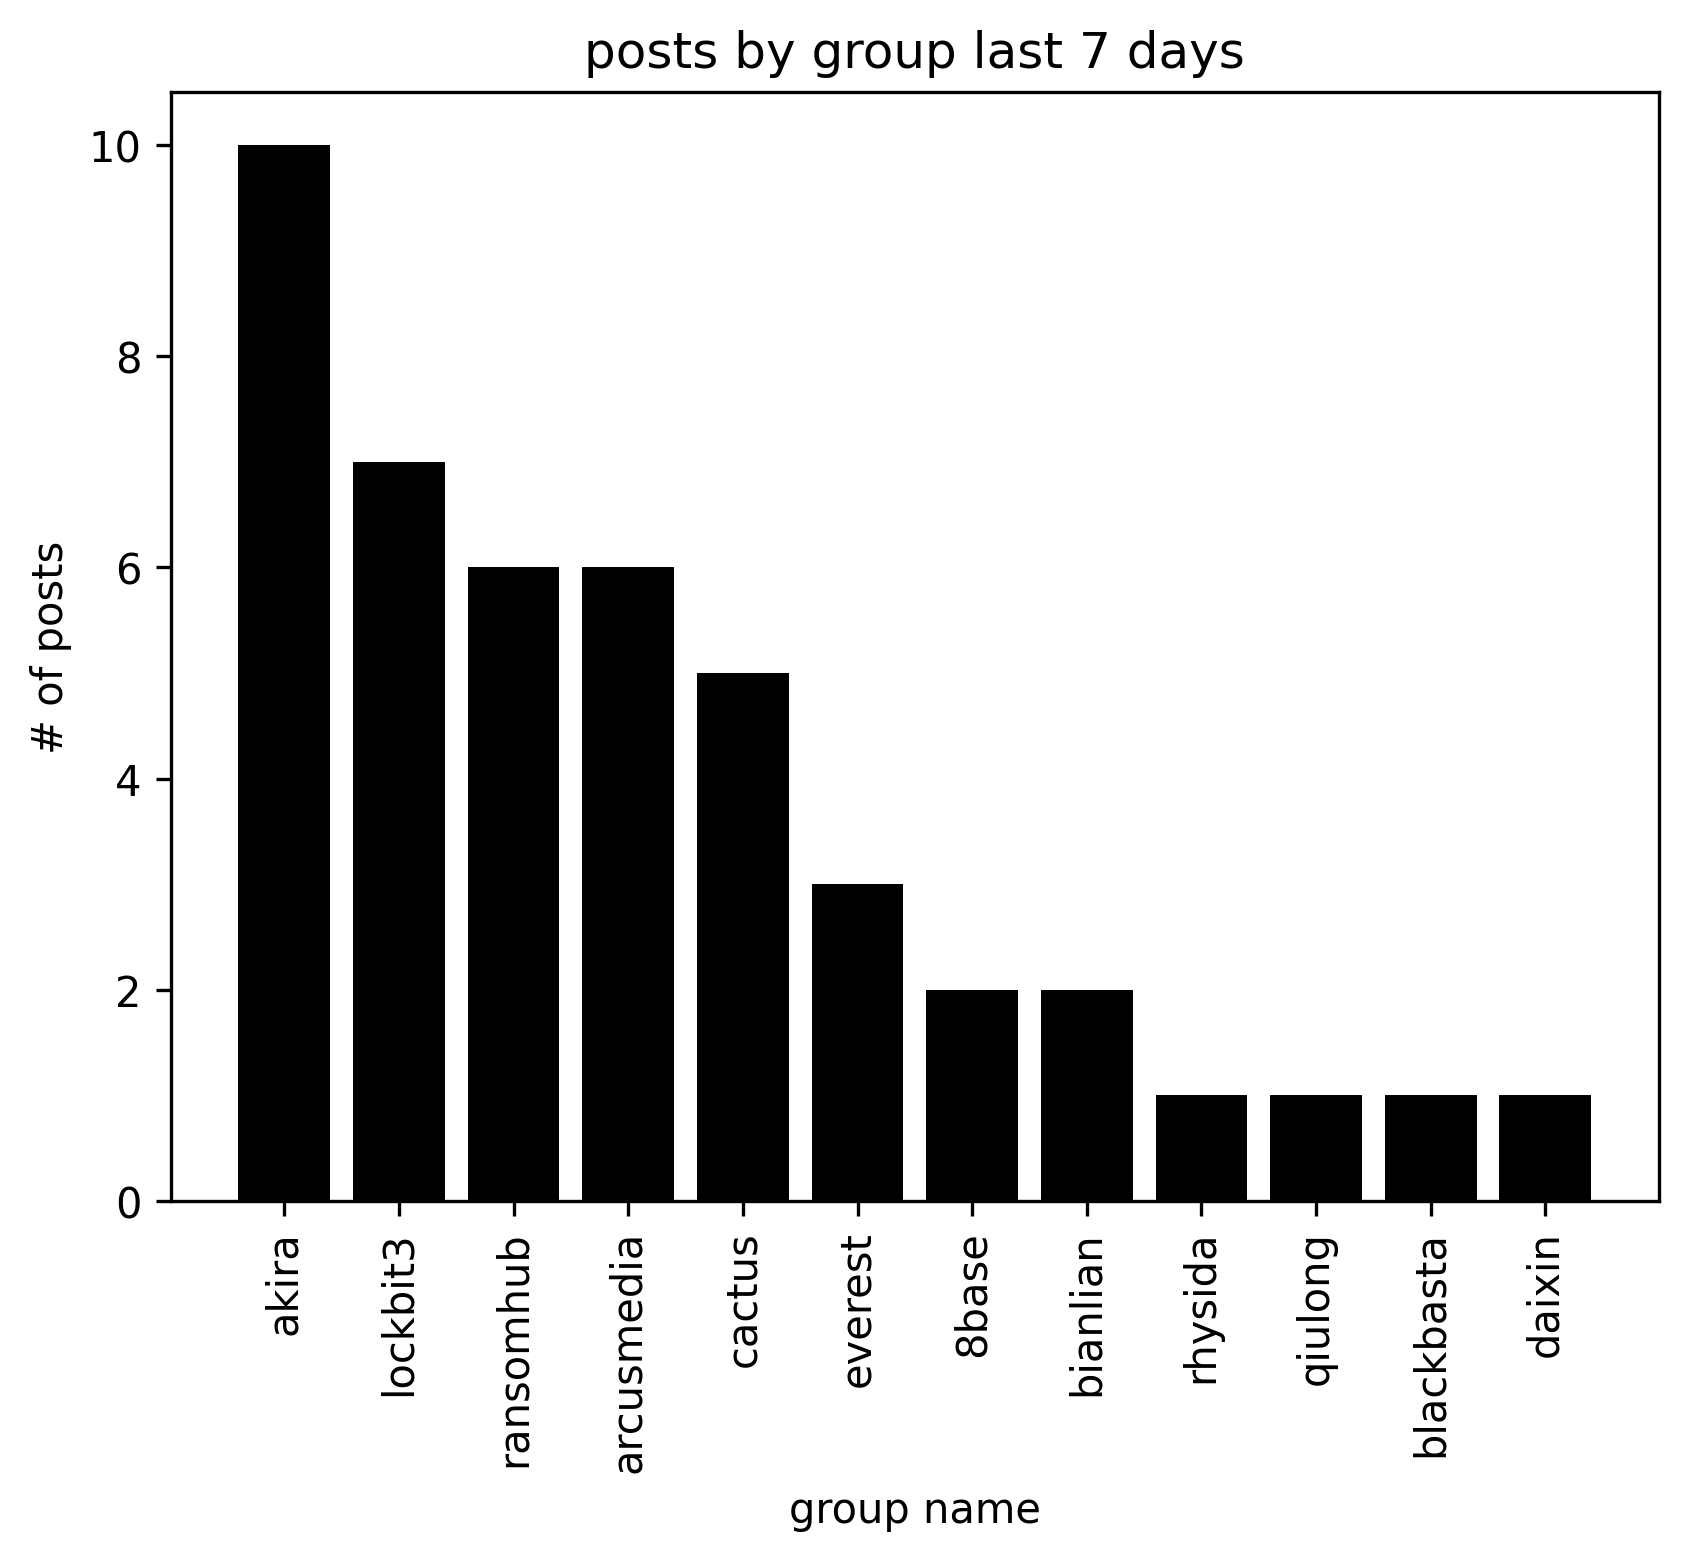 posts by group last 7 days
# of posts
10
8
6
4
2
0
akira
lockbit3
ransomhub
arcusmedia
cactus
everest
8base
bianlian
rhysida
qiulong
blackbasta
daixin
group name